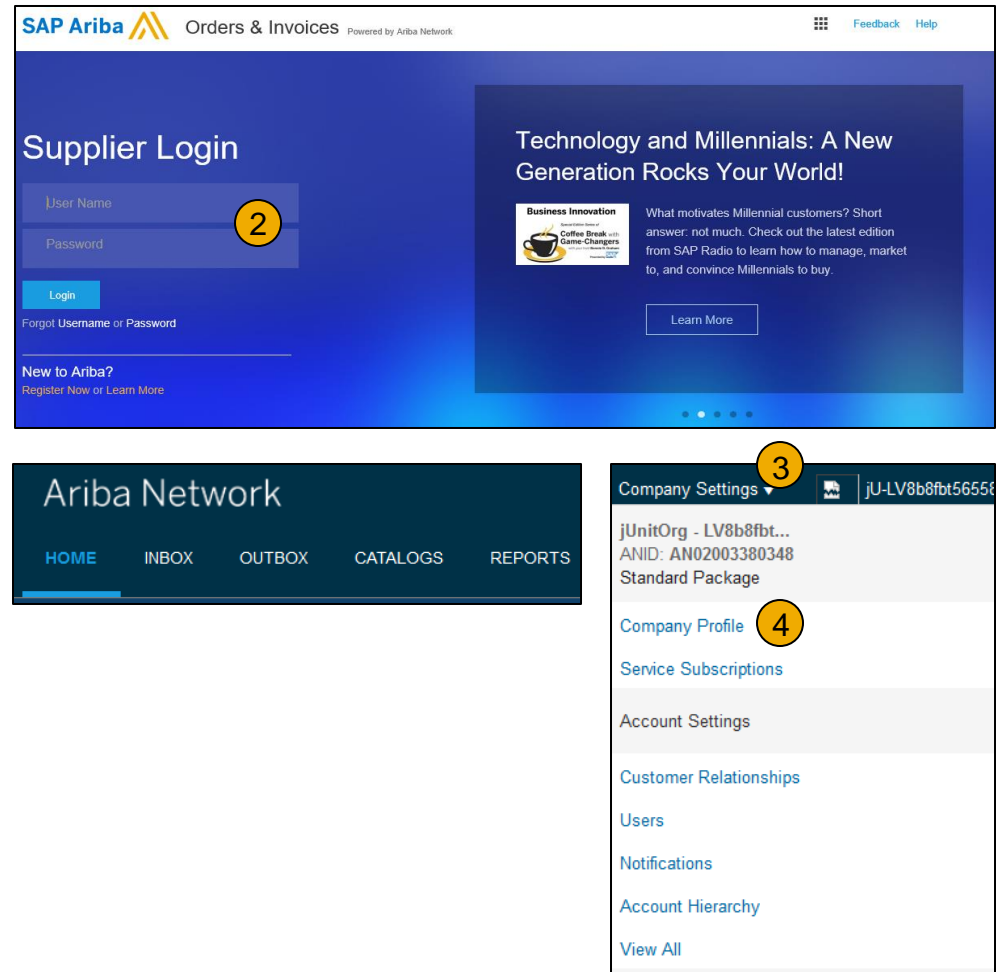 SAP Ariba Orders & Invoices Powered by Ariba Network
Feedback Help
Supplier Login
User Name
2
Password
Login
Forgot Username or Password
New to Ariba?
Register Now or Learn More
Technology and Millennials: A New
Generation Rocks Your World!
Business Innovation
Coffee Break with
Game-Changers
What motivates Millennial customers? Short
answer: not much. Check out the latest edition
from SAP Radio to learn how to manage, market
to, and convince Millennials to buy.
Learn More
Ariba Network
HOME INBOX OUTBOX CATALOGS REPORTS
3
Company Settings jU-LV8b8fbt56558
jUnitOrg - LV8b8fbt...
ANID: AN02003380348
Standard Package
Company Profile 4
Service Subscriptions
Account Settings
Customer Relationships
Users
Notifications
Account Hierarchy
View All